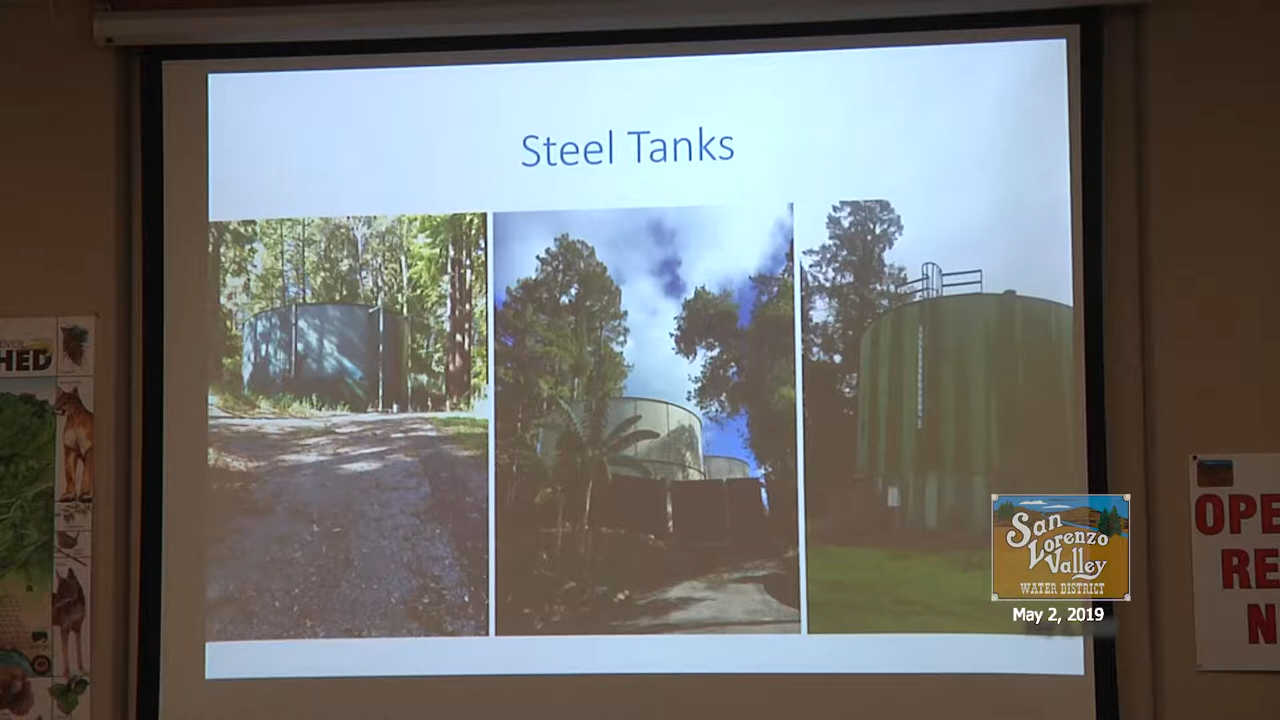 Steel Tanks
HED
San
Lorenzo
Valley
WATER DISTRICT
May 2, 2019
OPE
RE
N